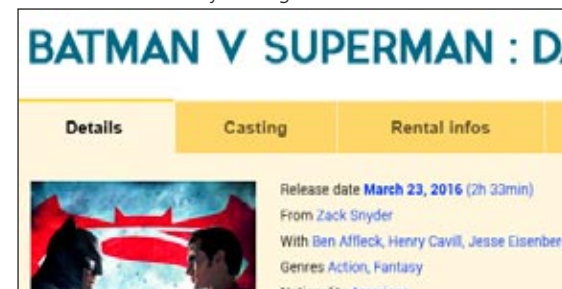 BATMAN V SUPERMAN : DA
Details Casting Rental infos
Release date March 23, 2016 (2h 33min)
From Zack Snyder
With Ben Affleck, Henry Cavill, Jesse Eisenber
Genres Action, Fantasy